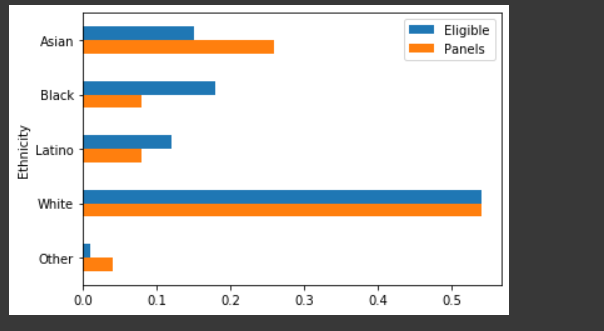 Eligible
Panels
Asian
Black
Latino
White
Other
Ethnicity
0.0 0.1 0.2 0.3 0.4 0.5